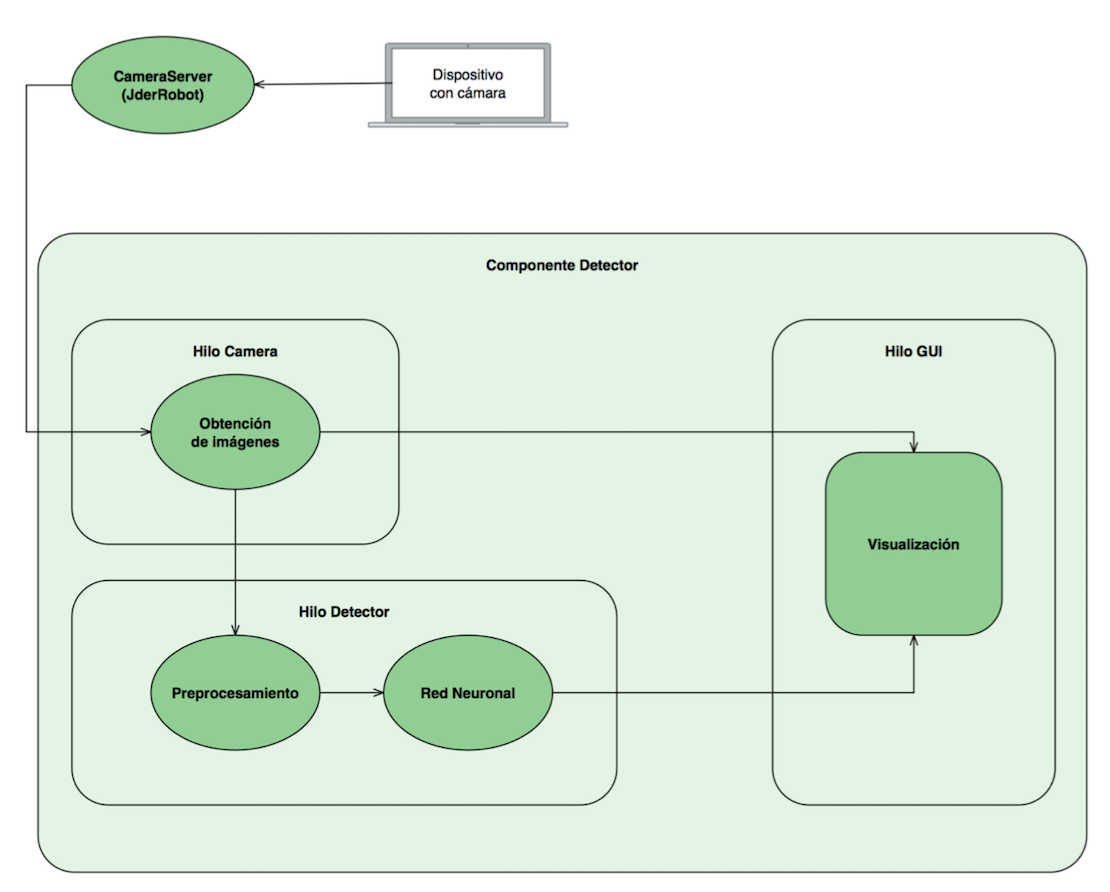 CameraServer
(JderRobot)
Dispositivo
con cámara
Componente Detector
Hilo Camera
Hilo GUI
Obtención
de imágenes
Visualización
Hilo Detector
Preprocesamiento
Red Neuronal